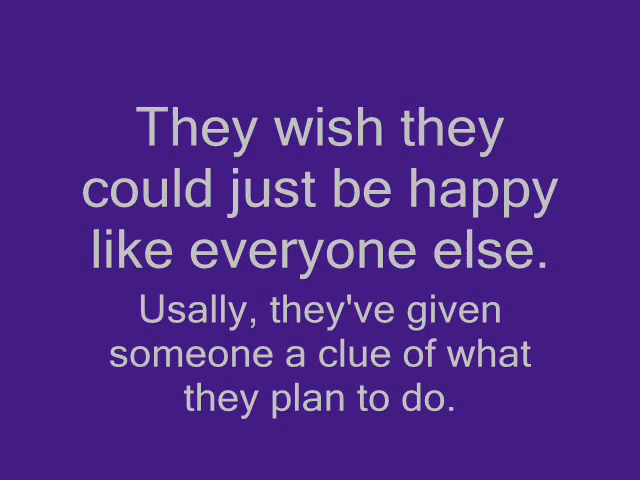 They wish they
could just be happy
like everyone else.
Usally, they've given
someone a clue of what
they plan to do.